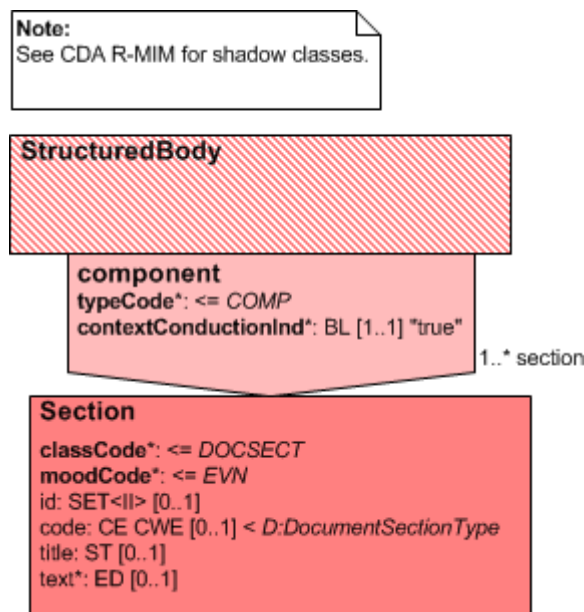 Note:
See CDA R-MIM for shadow classes.
StructuredBody
component
typeCode*: <= COMP
contextConductionInd*: BL [1..1] "true"
1..* section
Section
classCode*: <= DOCSECT
moodCode*: <= EVN
id: SET<II> [0..1]
code: CE CWE [0..1] < D:DocumentSectionType
title: ST [0..1]
text*: ED [0..1]